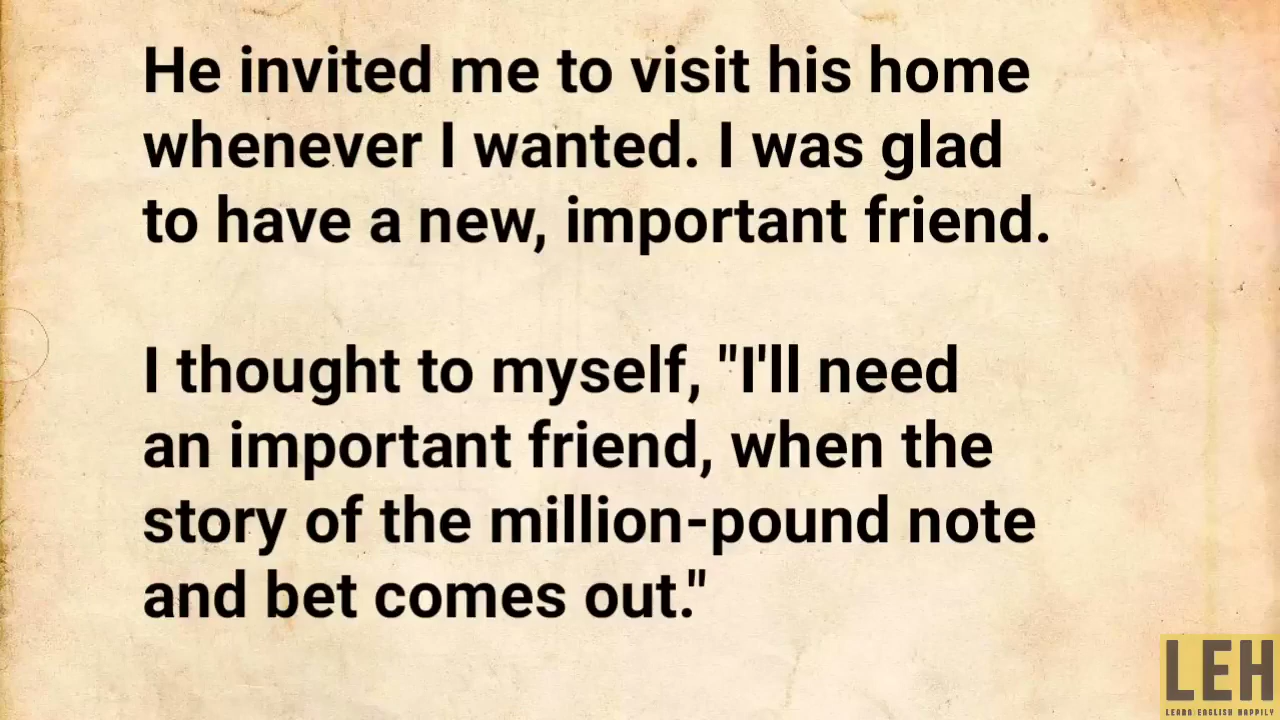 He invited me to visit his home
whenever I wanted. I was glad
to have a new, important friend.
I thought to myself, "I'll need
an important friend, when the
story of the million-pound note
and bet comes out."
LEH
LEARN ENGLISH HAPPILY